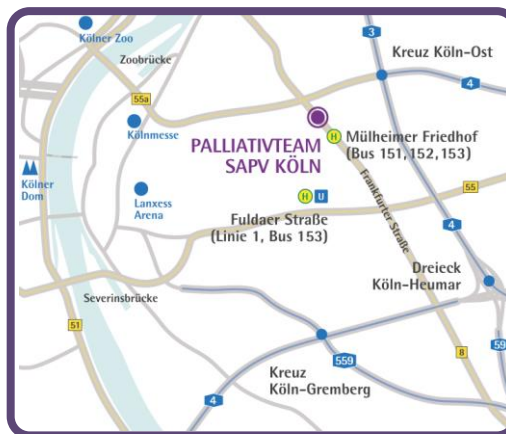 Kölner Zoo
Zoobrücke
3
Kreuz Köln-Ost
4
55a
Kölnmesse
PALLIATIVTEAM
SAPV KÖLN
H
Mülheimer Friedhof
(Bus 151, 152, 153)
Kölner
Dom
Lanxess
Arena
H
U
Frankfurter Straße
55
Fuldaer Straße
(Linie 1, Bus 153)
4
Dreieck
Köln-Heumar
Severinsbrücke
51
59
8
559
Kreuz
Köln-Gremberg
4